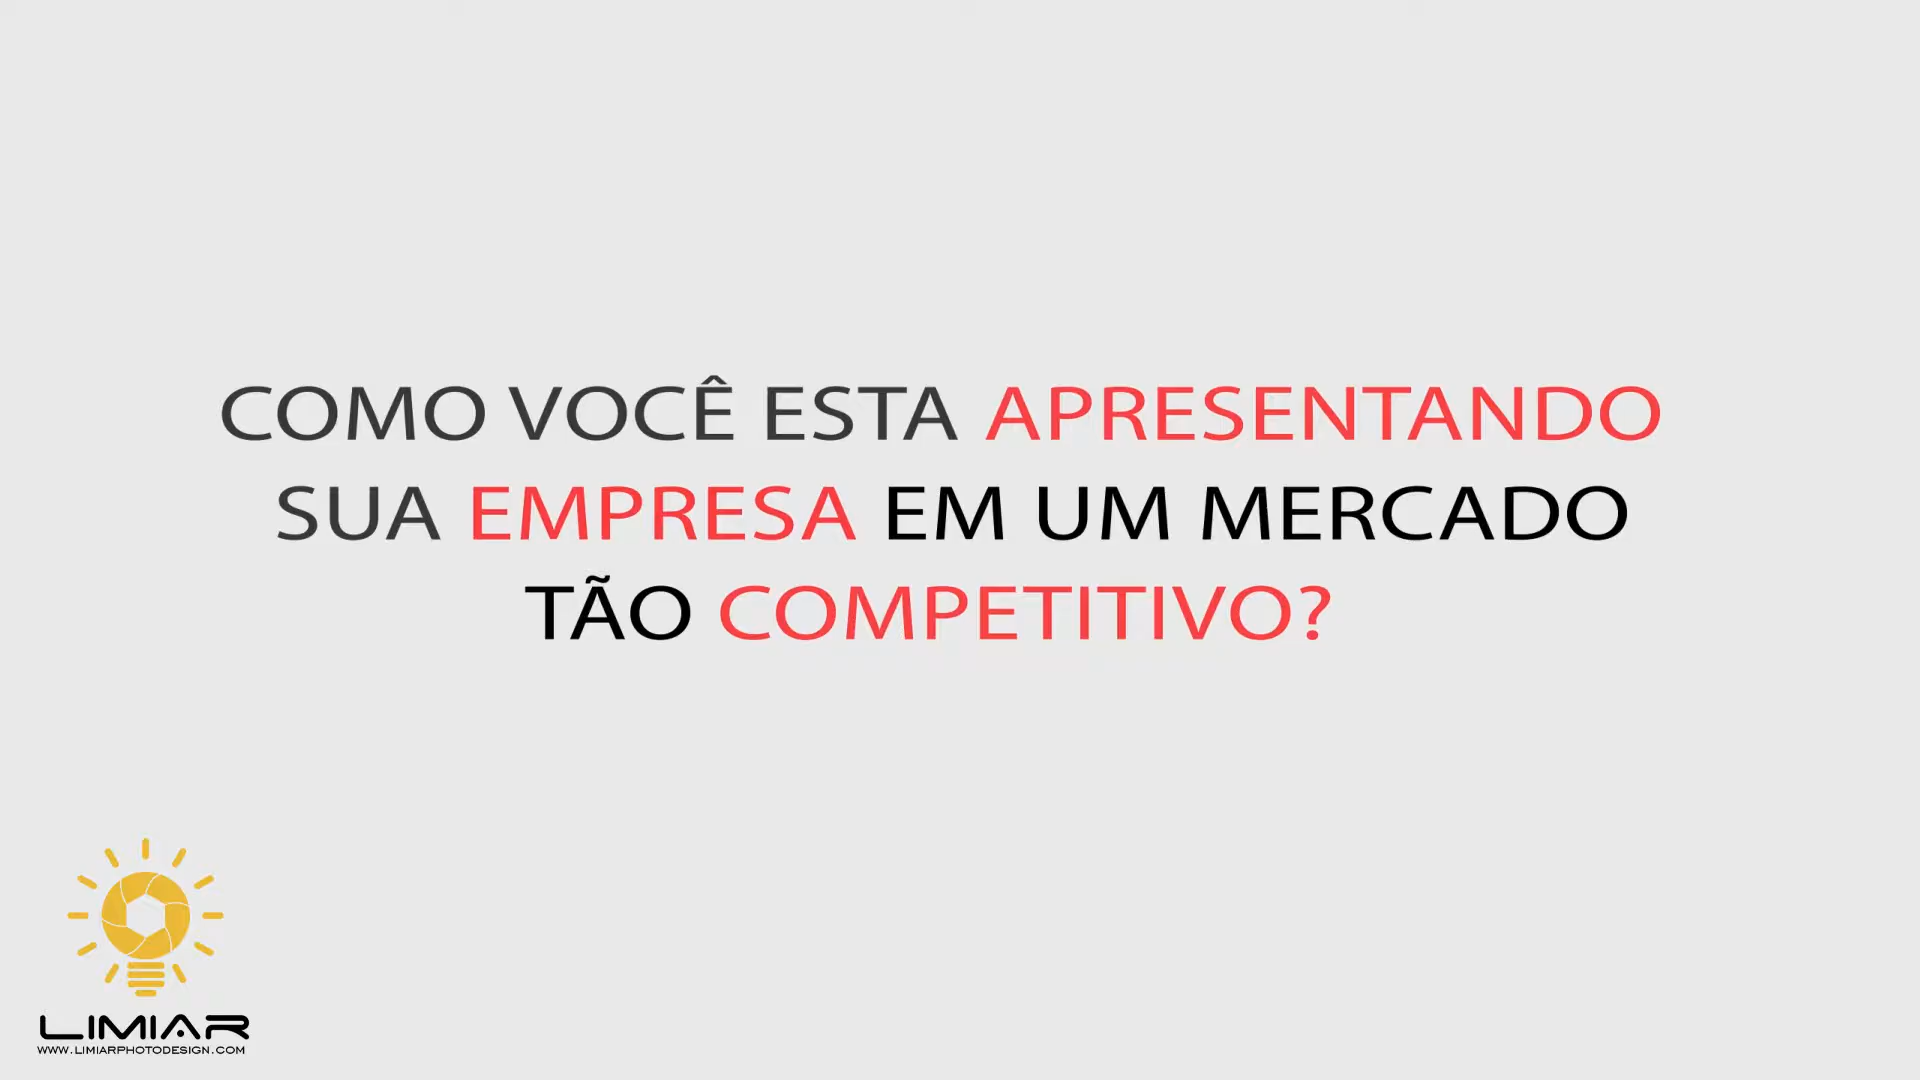 COMO VOCÊ ESTA APRESENTANDO
SUA EMPRESA EM UM MERCADO
TÃO COMPETITIVO?
LIMIAR
WWW.LIMIARPHOTODESIGN.COM